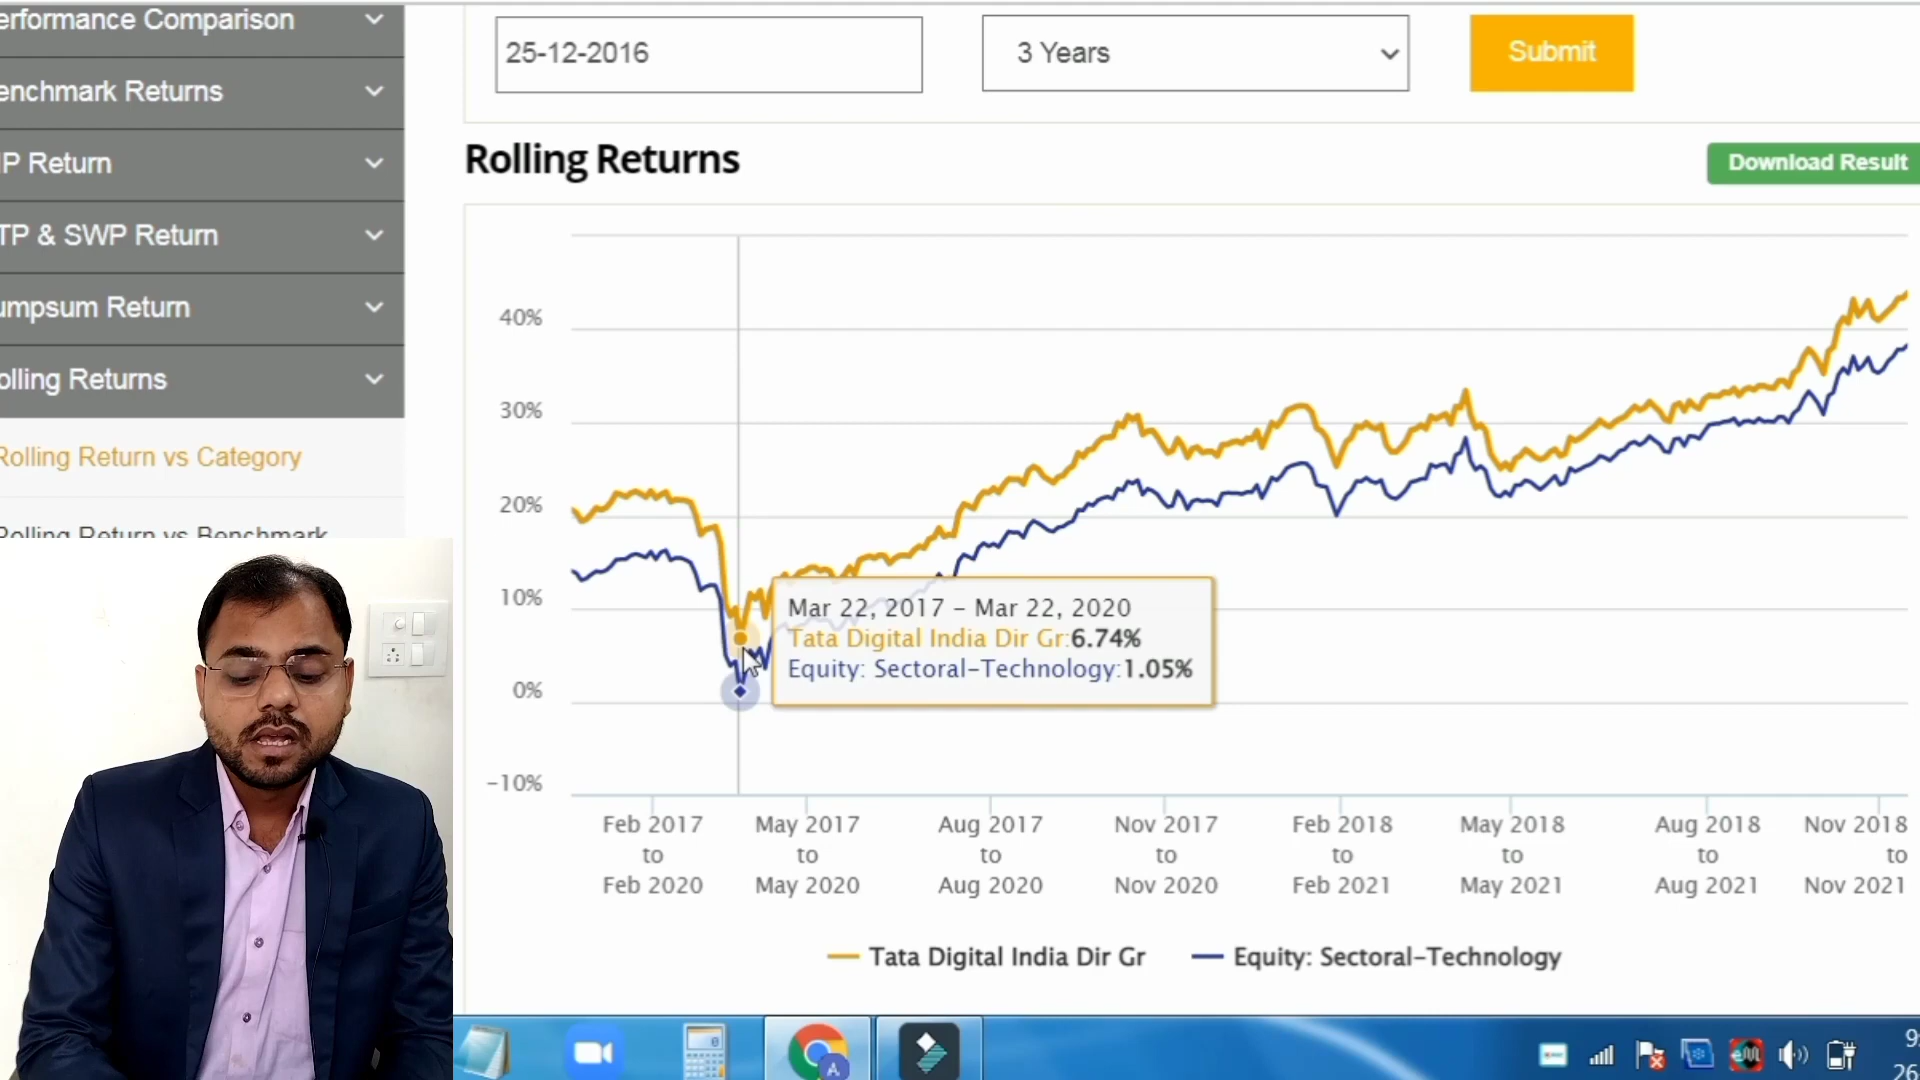 erformance Comparison
25-12-2016
3 Years
Submit
enchmark Returns
IP Return
Rolling Returns
Download Result
TP & SWP Return
umpsum Return
olling Returns
Rolling Return vs Category
Rolling Return vs Benchmark
40%
30%
20%
10%
0%
-10%
Mar 22, 2017 - Mar 22, 2020
Tata Digital India Dir Gr:6.74%
Equity: Sectoral-Technology:1.05%
Feb 2017
to
Feb 2020
May 2017
to
May 2020
Aug 2017
to
Aug 2020
Nov 2017
to
Nov 2020
Feb 2018
to
Feb 2021
May 2018
to
May 2021
Aug 2018
to
Aug 2021
Nov 2018
to
Nov 2021
Tata Digital India Dir Gr
Equity: Sectoral-Technology